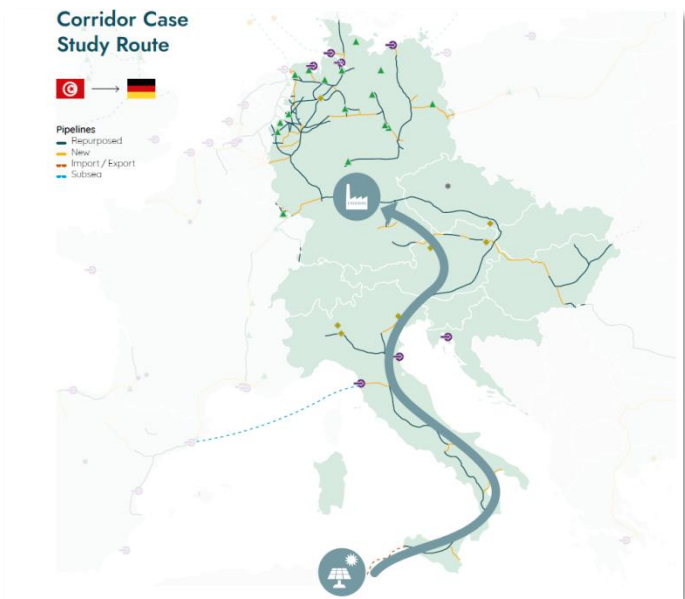 Corridor Case
Study Route
Pipelines
Repurposed
New
Import / Export
Subsea